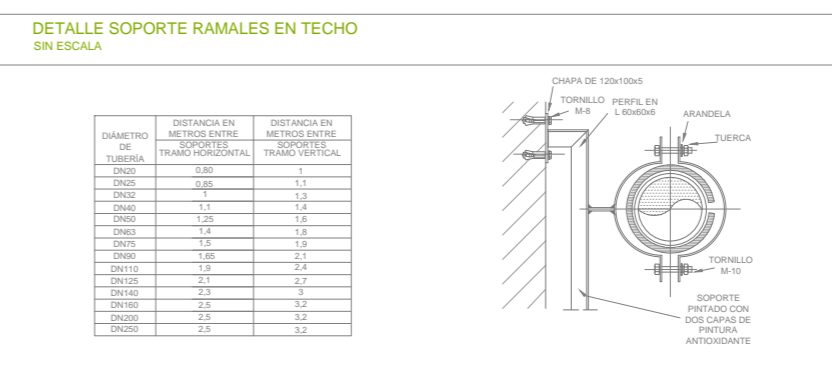 DETALLE SOPORTE RAMALES EN TECHO
SIN ESCALA
DIÁMETRO
DE
TUBERÍA
DISTANCIA EN
METROS ENTRE
SOPORTES
TRAMO HORIZONTAL
DISTANCIA EN
METROS ENTRE
SOPORTES
TRAMO VERTICAL
DN20 0,80 1
DN25 0,85 1,1
DN32 1 1,3
DN40 1,1 1,4
DN50 1,25 1,6
DN63 1,4 1,8
DN75 1,5 1,9
DN90 1,65 2,1
DN110 1,9 2,4
DN125 2,1 2,7
DN140 2,3 3
DN160 2,5 3,2
DN200 2,5 3,2
DN250 2,5 3,2
CHAPA DE 120x100x5
TORNILLO
M-8
PERFIL EN
L 60x60x6
ARANDELA
TUERCA
TORNILLO
M-10
SOPORTE
PINTADO CON
DOS CAPAS DE
PINTURA
ANTIOXIDANTE